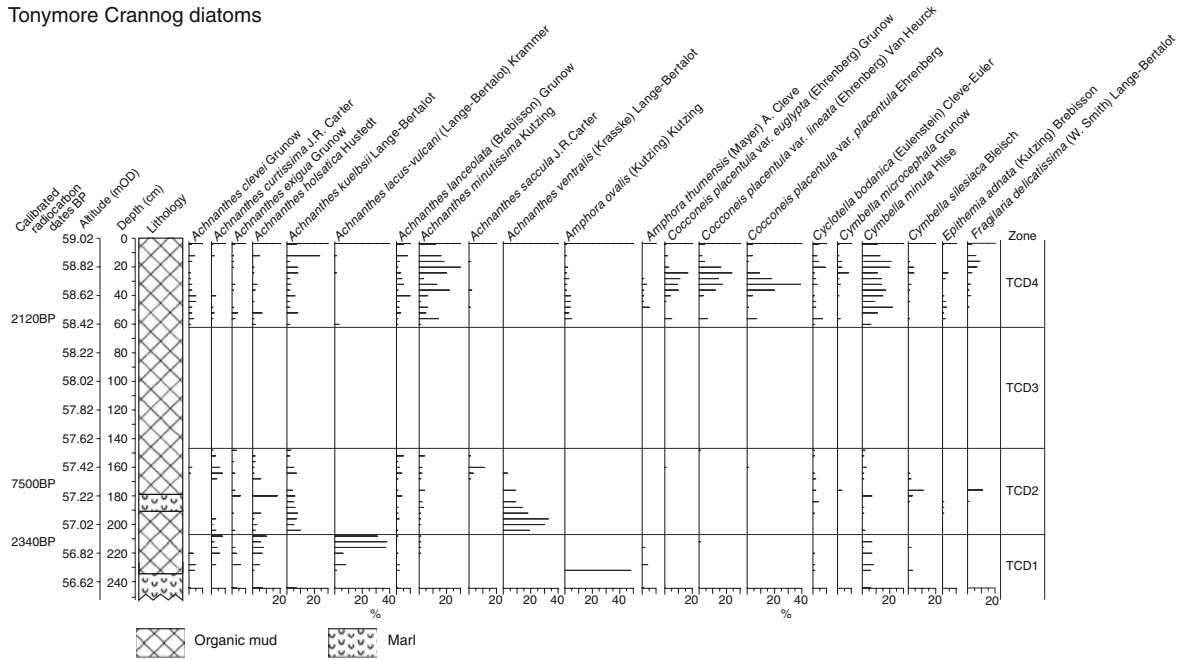 Tonymore Crannog diatoms
Calibrated
radiocarbon
dates BP
Altitude (mOD)
Depth (cm)
Lithology
Achnanthes clevei Grunow
Achnanthes curtissima J.R. Carter
Achnanthes exigua Grunow
Achnanthes holsatica Hustedt
Achnanthes kuelbsii Lange-Bertalot
Achnanthes lacus-vulcani (Lange-Bertalot) Krammer
Achnanthes lanceolata (Brebisson) Grunow
Achnanthes minutissima Kutzing
Achnanthes saccula J.R.Carter
Achnanthes ventralis (Krasske) Lange-Bertalot
Amphora ovalis (Kutzing) Kutzing
Amphora thumensis (Mayer) A. Cleve
Cocconeis placentula var. euglypta (Ehrenberg) Grunow
Cocconeis placentula var. lineata (Ehrenberg) Van Heurck
Cocconeis placentula var. placentula Ehrenberg
Cyclotella bodanica (Eulenstein) Cleve-Euler
Cymbella microcephala Grunow
Cymbella minuta Hilse
Cymbella silesiaca Bleisch
Epithemia adnata (Kutzing) Brebisson
Fragilaria delicatissima (W. Smith) Lange-Bertalot
Zone
59.02 0
58.82 20
58.62 40 TCD4
2120BP
58.42 60
58.22 80
58.02 100 TCD3
57.82 120
57.62 140
57.42 160
7500BP
57.22 180 TCD2
57.02 200
2340BP
56.82 220 TCD1
56.62 240
20 20 20 40 20 20 40 20 40 20 20 20 40 20 20 20
% %
Organic mud Marl